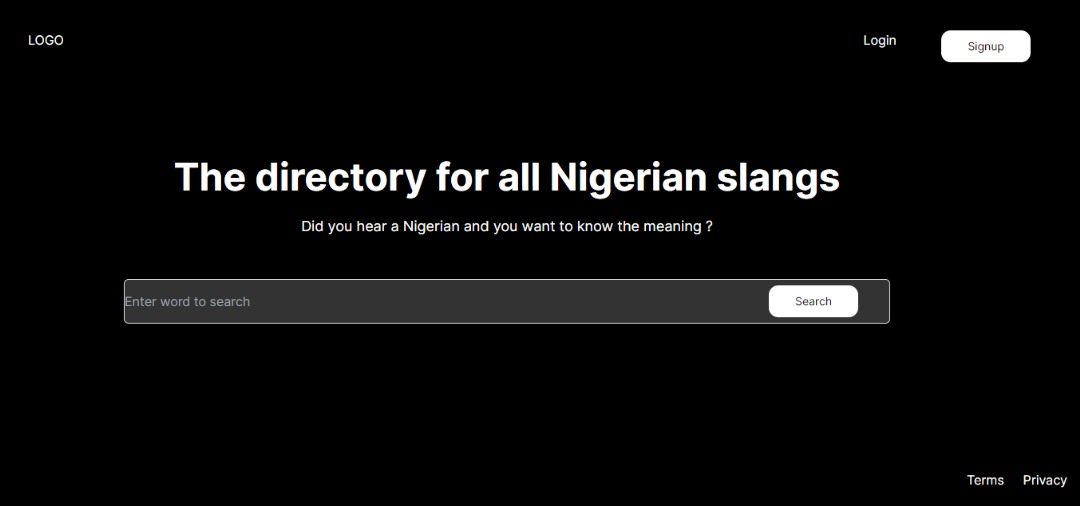 LOGO
Login
Signup
The directory for all Nigerian slangs
Did you hear a Nigerian and you want to know the meaning ?
Enter word to search
Search
Terms
Privacy